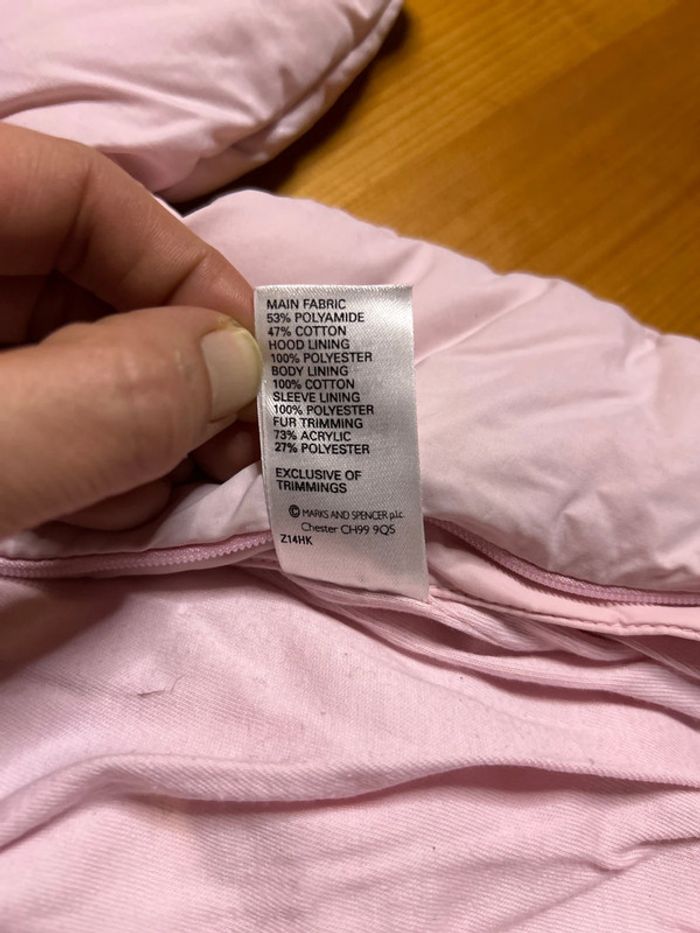 MAIN FABRIC
53% POLYAMIDE
47% COTTON
HOOD LINING
100% POLYESTER
BODY LINING
100% COTTON
SLEEVE LINING
100% POLYESTER
FUR TRIMMING
73% ACRYLIC
27% POLYESTER
EXCLUSIVE OF
TRIMMINGS
© MARKS AND SPENCER p.l.c.
Chester CH99 9QS
Z14HK